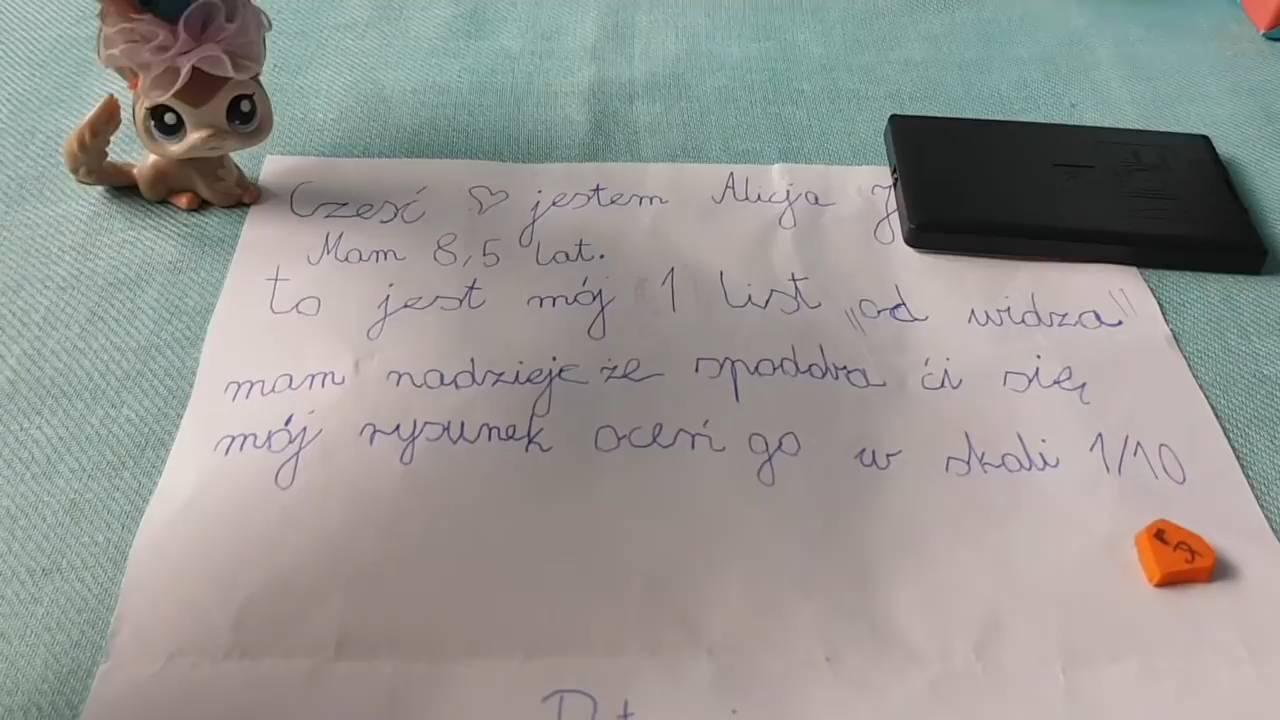 Cześć ♡ jestem Alicja J
Mam 8,5 lat.
to jest mój 1 list „od widza”
mam nadzieje że spodoba ći się
mój rysunek oceń go w skali 1/10